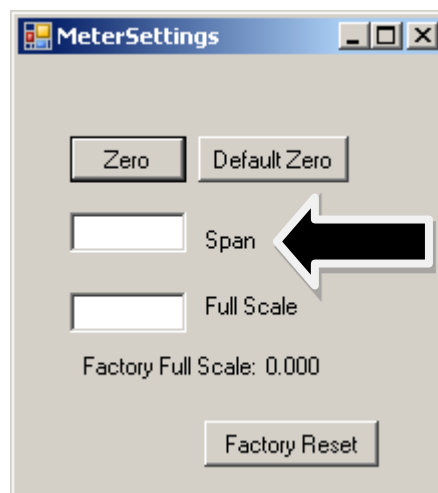 MeterSettings
Zero Default Zero
Span
Full Scale
Factory Full Scale: 0.000
Factory Reset